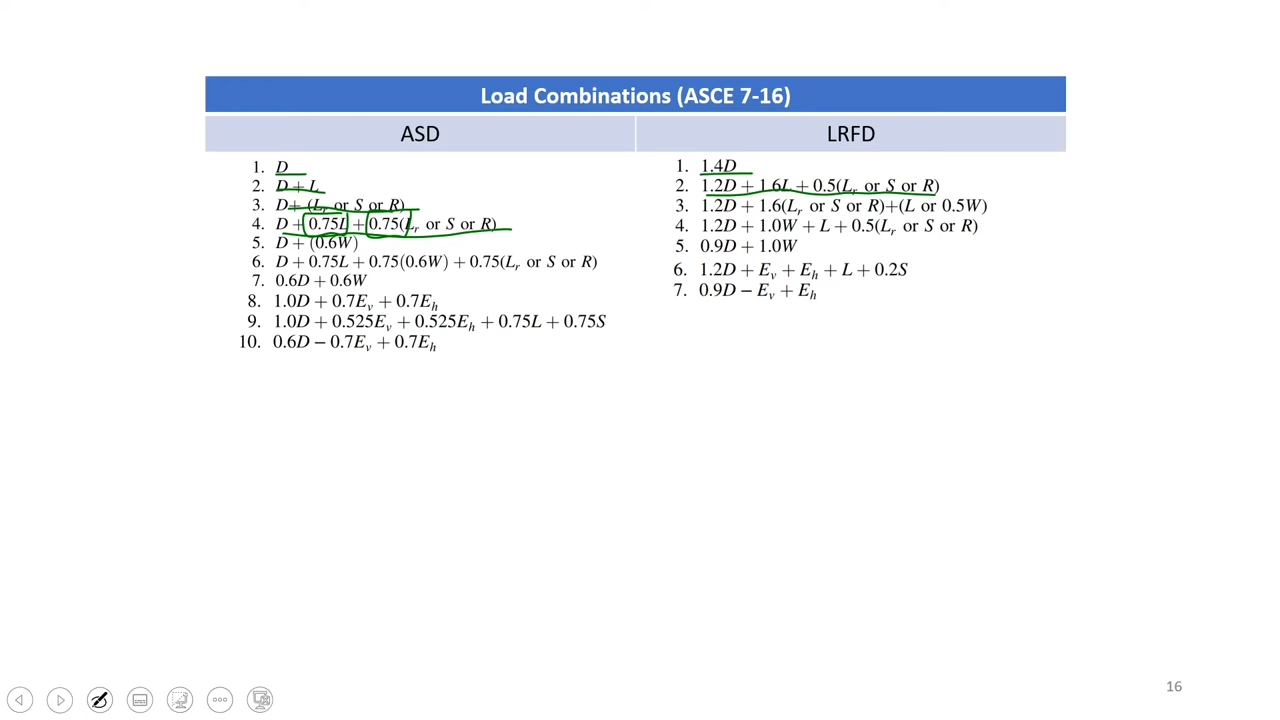 Load Combinations (ASCE 7-16)
ASD
LRFD
1. D
2. D + L
3. D + (Lᵣ or S or R)
4. D + 0.75L + 0.75(Lᵣ or S or R)
5. D + (0.6W)
6. D + 0.75L + 0.75(0.6W) + 0.75(Lᵣ or S or R)
7. 0.6D + 0.6W
8. 1.0D + 0.7Eᵥ + 0.7Eₕ
9. 1.0D + 0.525Eᵥ + 0.525Eₕ + 0.75L + 0.75S
10. 0.6D − 0.7Eᵥ + 0.7Eₕ
1. 1.4D
2. 1.2D + 1.6L + 0.5(Lᵣ or S or R)
3. 1.2D + 1.6(Lᵣ or S or R)+(L or 0.5W)
4. 1.2D + 1.0W + L + 0.5(Lᵣ or S or R)
5. 0.9D + 1.0W
6. 1.2D + Eᵥ + Eₕ + L + 0.2S
7. 0.9D − Eᵥ + Eₕ
16